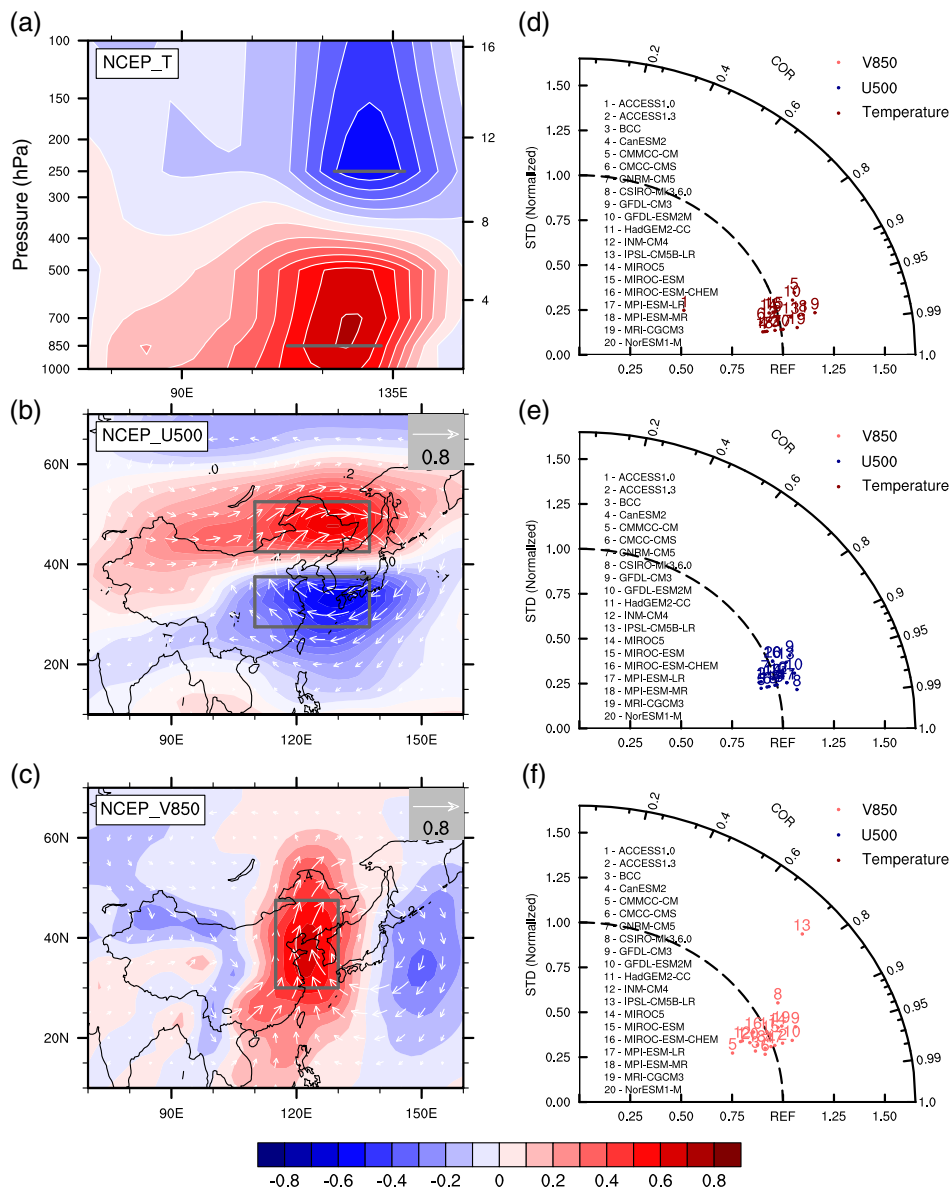 (a)
NCEP_T
Pressure (hPa)
100
150
200
250
300
500
700
850
1000
16
12
8
4
90E
135E
(d)
COR
V850
U500
Temperature
STD (Normalized)
1.50
1.25
1.00
0.75
0.50
0.25
0.00
1 - ACCESS1.0
2 - ACCESS1.3
3 - BCC
4 - CanESM2
5 - CMMCC-CM
6 - CMCC-CMS
7 - CNRM-CM5
8 - CSIRO-Mk3.6.0
9 - GFDL-CM3
10 - GFDL-ESM2M
11 - HadGEM2-CC
12 - INM-CM4
13 - IPSL-CM5B-LR
14 - MIROC5
15 - MIROC-ESM
16 - MIROC-ESM-CHEM
17 - MPI-ESM-LR
18 - MPI-ESM-MR
19 - MRI-CGCM3
20 - NorESM1-M
0.2
0.4
0.6
0.8
0.9
0.95
0.99
1.0
1
5
10
9
19
0.25
0.50
0.75
REF
1.25
1.50
(b)
NCEP_U500
0.8
60N
40N
20N
.0
.2
90E
120E
150E
(e)
COR
V850
U500
Temperature
STD (Normalized)
1.50
1.25
1.00
0.75
0.50
0.25
0.00
1 - ACCESS1.0
2 - ACCESS1.3
3 - BCC
4 - CanESM2
5 - CMMCC-CM
6 - CMCC-CMS
7 - CNRM-CM5
8 - CSIRO-Mk3.6.0
9 - GFDL-CM3
10 - GFDL-ESM2M
11 - HadGEM2-CC
12 - INM-CM4
13 - IPSL-CM5B-LR
14 - MIROC5
15 - MIROC-ESM
16 - MIROC-ESM-CHEM
17 - MPI-ESM-LR
18 - MPI-ESM-MR
19 - MRI-CGCM3
20 - NorESM1-M
0.2
0.4
0.6
0.8
0.9
0.95
0.99
1.0
9
13
10
8
0.25
0.50
0.75
REF
1.25
1.50
(c)
NCEP_V850
0.8
60N
40N
20N
90E
120E
150E
(f)
COR
V850
U500
Temperature
STD (Normalized)
1.50
1.25
1.00
0.75
0.50
0.25
0.00
1 - ACCESS1.0
2 - ACCESS1.3
3 - BCC
4 - CanESM2
5 - CMMCC-CM
6 - CMCC-CMS
7 - CNRM-CM5
8 - CSIRO-Mk3.6.0
9 - GFDL-CM3
10 - GFDL-ESM2M
11 - HadGEM2-CC
12 - INM-CM4
13 - IPSL-CM5B-LR
14 - MIROC5
15 - MIROC-ESM
16 - MIROC-ESM-CHEM
17 - MPI-ESM-LR
18 - MPI-ESM-MR
19 - MRI-CGCM3
20 - NorESM1-M
0.2
0.4
0.6
0.8
0.9
0.95
0.99
1.0
13
8
16
10
5
0.25
0.50
0.75
REF
1.25
1.50
-0.8
-0.6
-0.4
-0.2
0
0.2
0.4
0.6
0.8